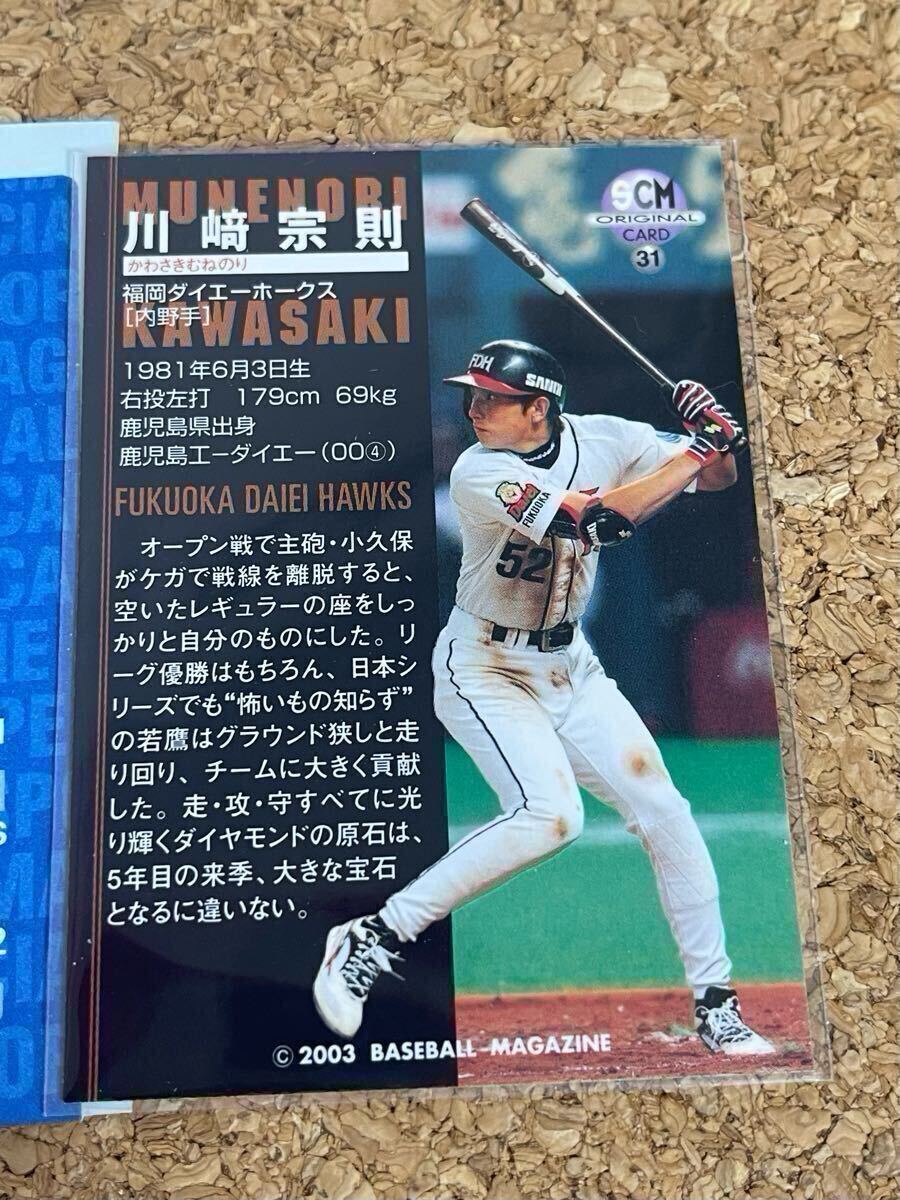 MUNENORI
川﨑宗則
かわさきむねのり
福岡ダイエーホークス
[内野手]
KAWASAKI
1981年6月3日生
右投左打 179cm 69kg
鹿児島県出身
鹿児島工ーダイエー(00④)
FUKUOKA DAIEI HAWKS
オープン戦で主砲・小久保
がケガで戦線を離脱すると、
空いたレギュラーの座をしっ
かりと自分のものにした。リ
ーグ優勝はもちろん、日本シ
リーズでも“怖いもの知らず”
の若鷹はグラウンド狭しと走
り回り、チームに大きく貢献
した。走・攻・守すべてに光
り輝くダイヤモンドの原石は、
5年目の来季、大きな宝石
となるに違いない。
SCM
ORIGINAL
CARD
31
FDH
Daiei
FUKUOKA
52
© 2003 BASEBALL MAGAZINE